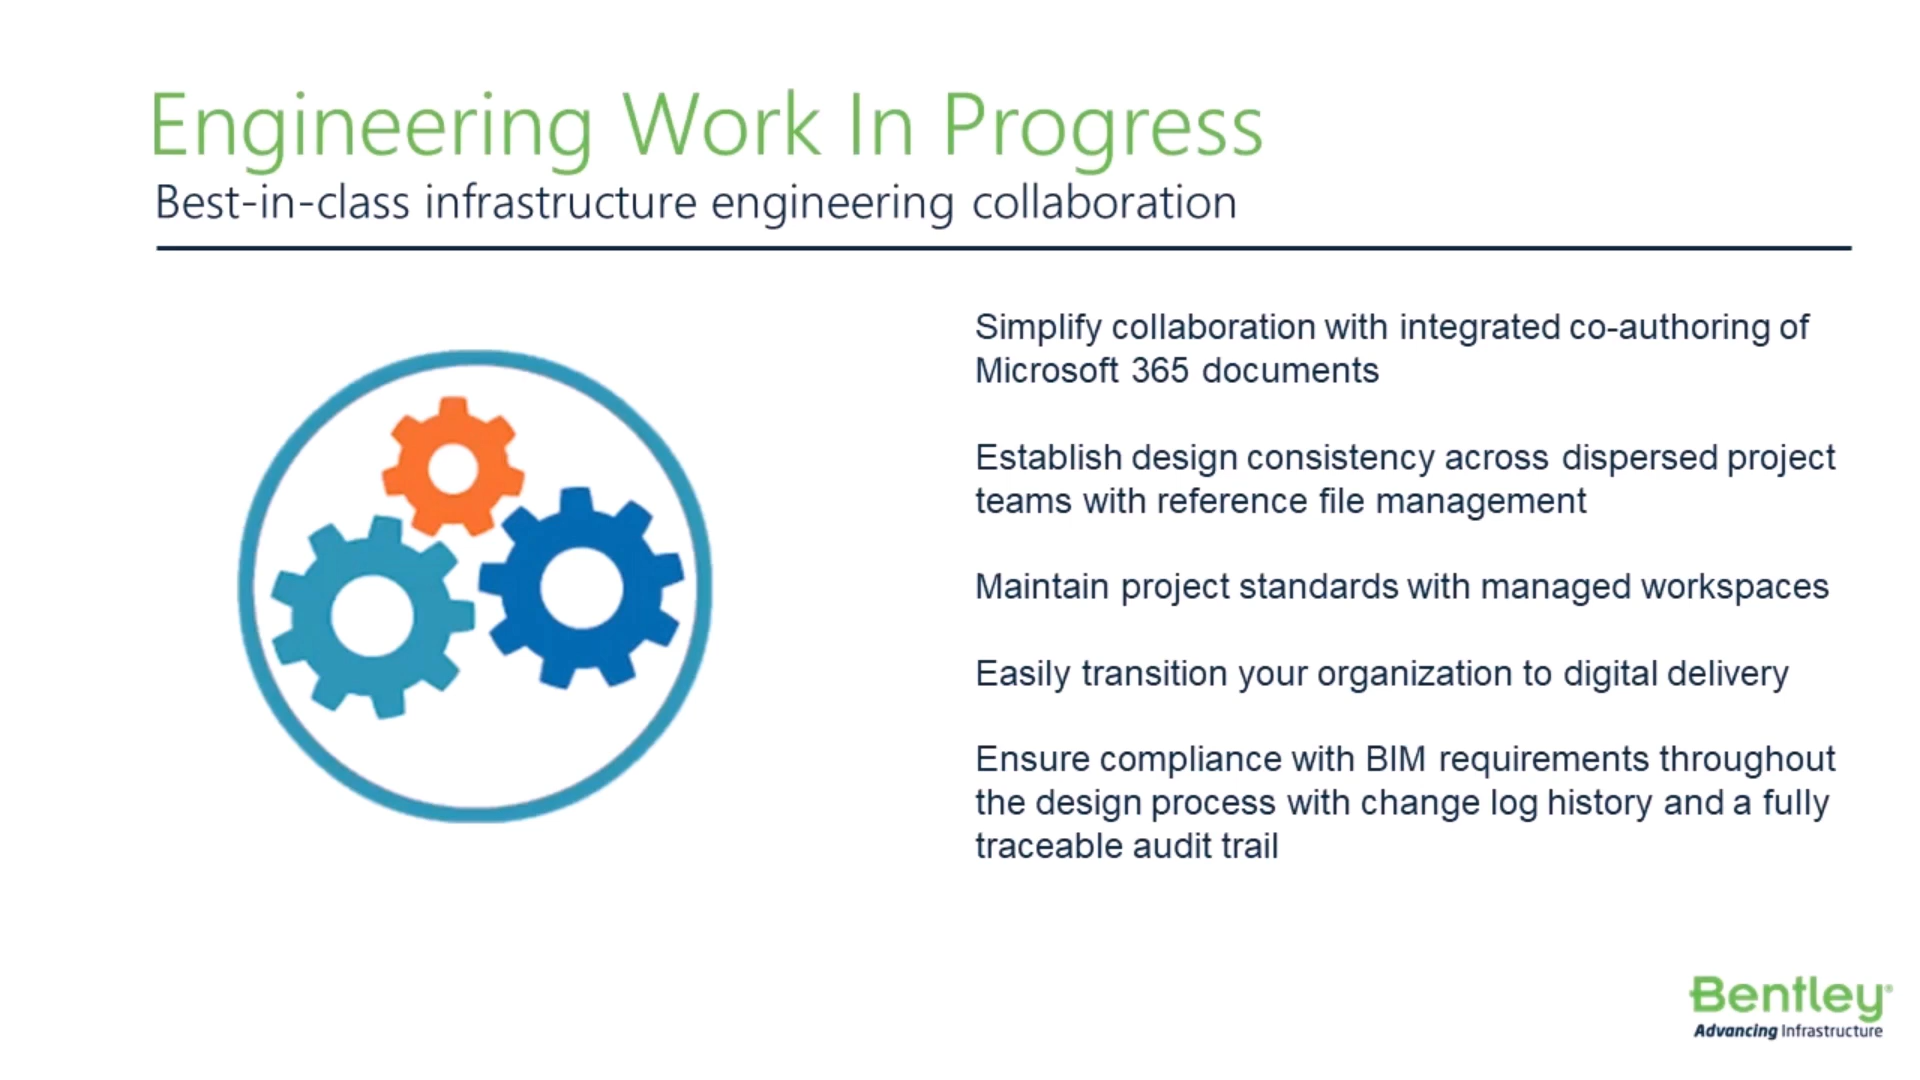 Engineering Work In Progress
Best-in-class infrastructure engineering collaboration
Simplify collaboration with integrated co-authoring of
Microsoft 365 documents
Establish design consistency across dispersed project
teams with reference file management
Maintain project standards with managed workspaces
Easily transition your organization to digital delivery
Ensure compliance with BIM requirements throughout
the design process with change log history and a fully
traceable audit trail
Bentley®
Advancing Infrastructure